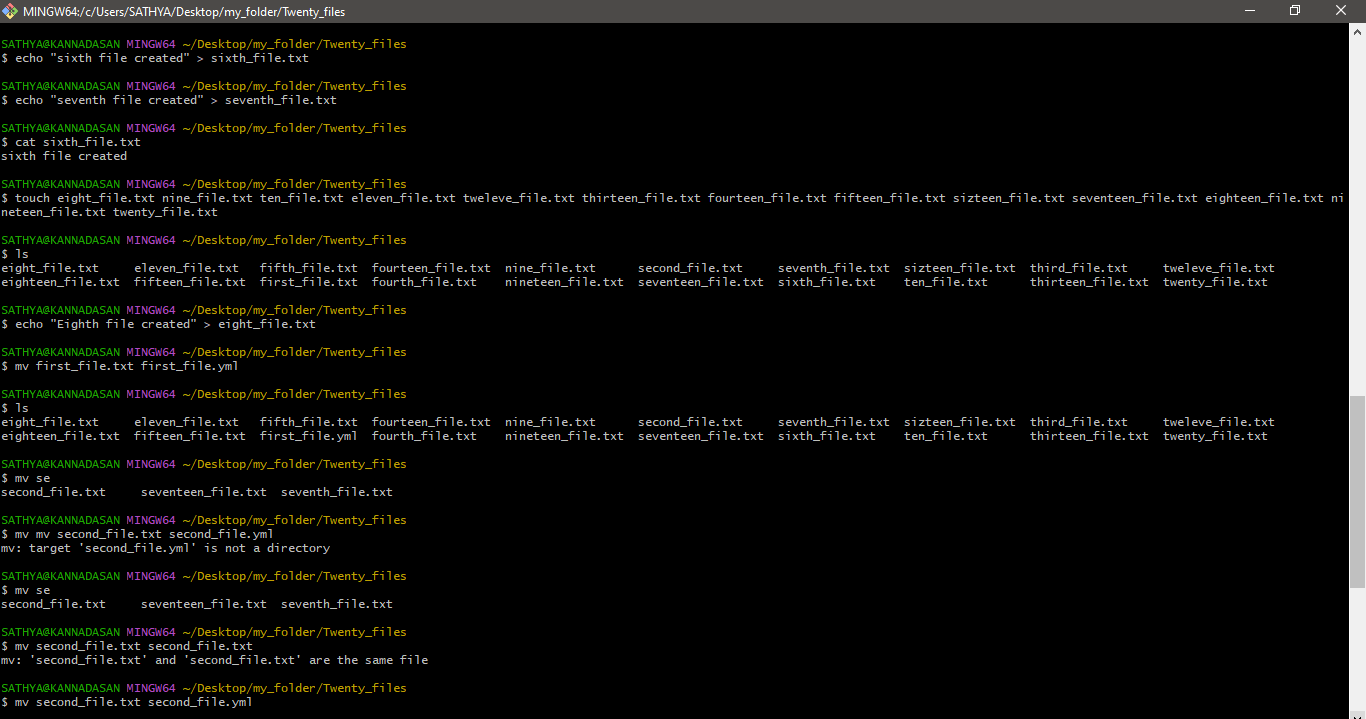 MINGW64:/c/Users/SATHYA/Desktop/my_folder/Twenty_files
SATHYA@KANNADASAN MINGW64 ~/Desktop/my_folder/Twenty_files
$ echo "sixth file created" > sixth_file.txt
SATHYA@KANNADASAN MINGW64 ~/Desktop/my_folder/Twenty_files
$ echo "seventh file created" > seventh_file.txt
SATHYA@KANNADASAN MINGW64 ~/Desktop/my_folder/Twenty_files
$ cat sixth_file.txt
sixth file created
SATHYA@KANNADASAN MINGW64 ~/Desktop/my_folder/Twenty_files
$ touch eight_file.txt nine_file.txt ten_file.txt eleven_file.txt tweleve_file.txt thirteen_file.txt fourteen_file.txt fifteen_file.txt sizteen_file.txt seventeen_file.txt eighteen_file.txt ni
neteen_file.txt twenty_file.txt
SATHYA@KANNADASAN MINGW64 ~/Desktop/my_folder/Twenty_files
$ ls
eight_file.txt eleven_file.txt fifth_file.txt fourteen_file.txt nine_file.txt second_file.txt seventh_file.txt sizteen_file.txt third_file.txt tweleve_file.txt
eighteen_file.txt fifteen_file.txt first_file.txt fourth_file.txt nineteen_file.txt seventeen_file.txt sixth_file.txt ten_file.txt thirteen_file.txt twenty_file.txt
SATHYA@KANNADASAN MINGW64 ~/Desktop/my_folder/Twenty_files
$ echo "Eighth file created" > eight_file.txt
SATHYA@KANNADASAN MINGW64 ~/Desktop/my_folder/Twenty_files
$ mv first_file.txt first_file.yml
SATHYA@KANNADASAN MINGW64 ~/Desktop/my_folder/Twenty_files
$ ls
eight_file.txt eleven_file.txt fifth_file.txt fourteen_file.txt nine_file.txt second_file.txt seventh_file.txt sizteen_file.txt third_file.txt tweleve_file.txt
eighteen_file.txt fifteen_file.txt first_file.yml fourth_file.txt nineteen_file.txt seventeen_file.txt sixth_file.txt ten_file.txt thirteen_file.txt twenty_file.txt
SATHYA@KANNADASAN MINGW64 ~/Desktop/my_folder/Twenty_files
$ mv se
second_file.txt seventeen_file.txt seventh_file.txt
SATHYA@KANNADASAN MINGW64 ~/Desktop/my_folder/Twenty_files
$ mv mv second_file.txt second_file.yml
mv: target 'second_file.yml' is not a directory
SATHYA@KANNADASAN MINGW64 ~/Desktop/my_folder/Twenty_files
$ mv se
second_file.txt seventeen_file.txt seventh_file.txt
SATHYA@KANNADASAN MINGW64 ~/Desktop/my_folder/Twenty_files
$ mv second_file.txt second_file.txt
mv: 'second_file.txt' and 'second_file.txt' are the same file
SATHYA@KANNADASAN MINGW64 ~/Desktop/my_folder/Twenty_files
$ mv second_file.txt second_file.yml